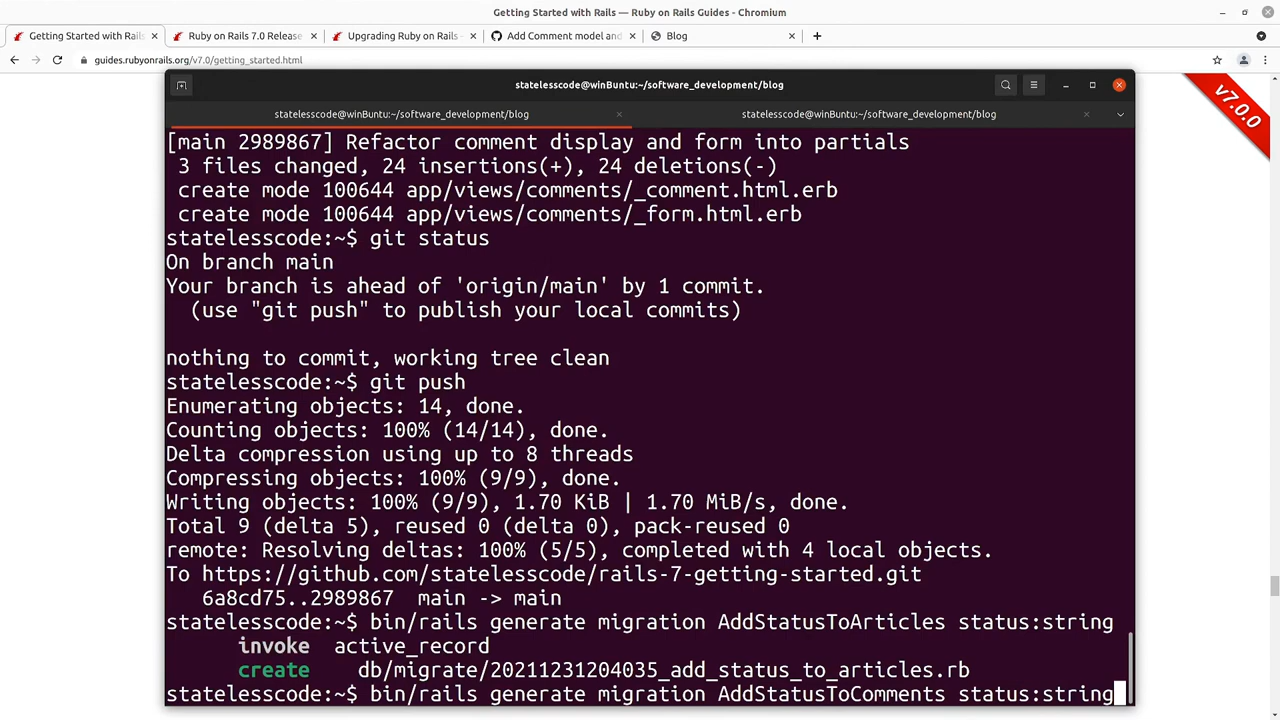 Getting Started with Rails — Ruby on Rails Guides - Chromium
Getting Started with Rails
Ruby on Rails 7.0 Release
Upgrading Ruby on Rails –
Add Comment model and
Blog
guides.rubyonrails.org/v7.0/getting_started.html
v7.0.0
statelesscode@winBuntu:~/software_development/blog
statelesscode@winBuntu:~/software_development/blog
statelesscode@winBuntu:~/software_development/blog
[main 2989867] Refactor comment display and form into partials
3 files changed, 24 insertions(+), 24 deletions(-)
create mode 100644 app/views/comments/_comment.html.erb
create mode 100644 app/views/comments/_form.html.erb
statelesscode:~$ git status
On branch main
Your branch is ahead of 'origin/main' by 1 commit.
(use "git push" to publish your local commits)
nothing to commit, working tree clean
statelesscode:~$ git push
Enumerating objects: 14, done.
Counting objects: 100% (14/14), done.
Delta compression using up to 8 threads
Compressing objects: 100% (9/9), done.
Writing objects: 100% (9/9), 1.70 KiB | 1.70 MiB/s, done.
Total 9 (delta 5), reused 0 (delta 0), pack-reused 0
remote: Resolving deltas: 100% (5/5), completed with 4 local objects.
To https://github.com/statelesscode/rails-7-getting-started.git
6a8cd75..2989867  main -> main
statelesscode:~$ bin/rails generate migration AddStatusToArticles status:string
invoke  active_record
create    db/migrate/20211231204035_add_status_to_articles.rb
statelesscode:~$ bin/rails generate migration AddStatusToComments status:string